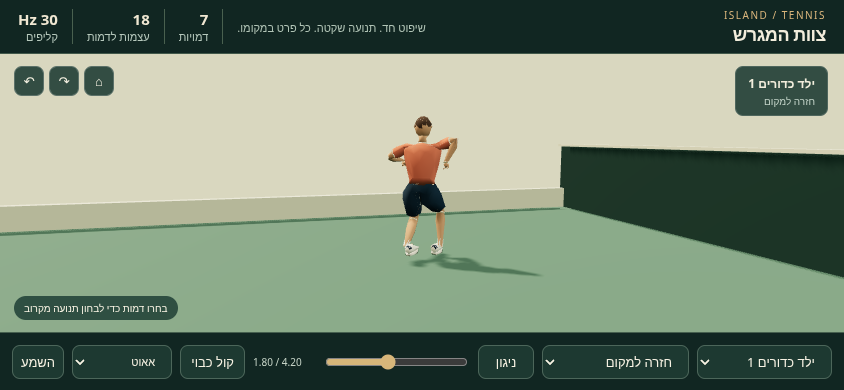 ISLAND / TENNIS
צוות המגרש
שיפוט חד. תנועה שקטה. כל פרט במקומו.
7
דמויות
18
עצמות לדמות
30 Hz
קליפים
ילד כדורים 1
חזרה למקום
בחרו דמות כדי לבחון תנועה מקרוב
ילד כדורים 1
חזרה למקום
ניגון
1.80 / 4.20
קול כבוי
אאוט
השמע